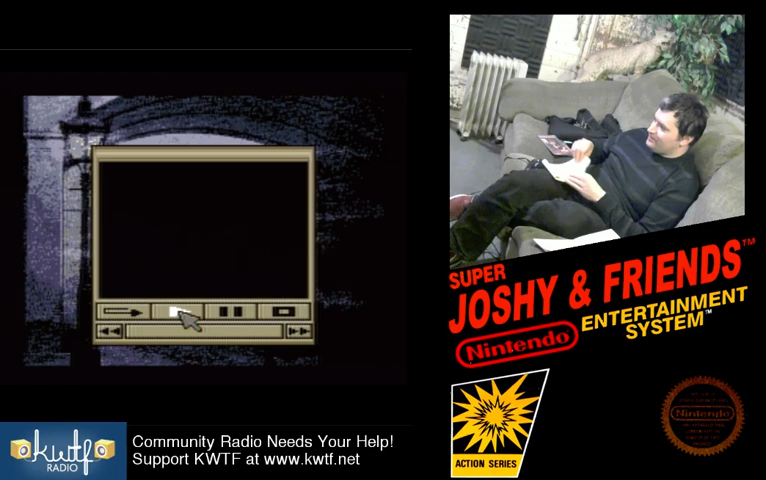 SUPER
JOSHY & FRIENDS™
Nintendo
ENTERTAINMENT
SYSTEM™
ACTION SERIES
Nintendo
kwtf
RADIO
Community Radio Needs Your Help!
Support KWTF at www.kwtf.net